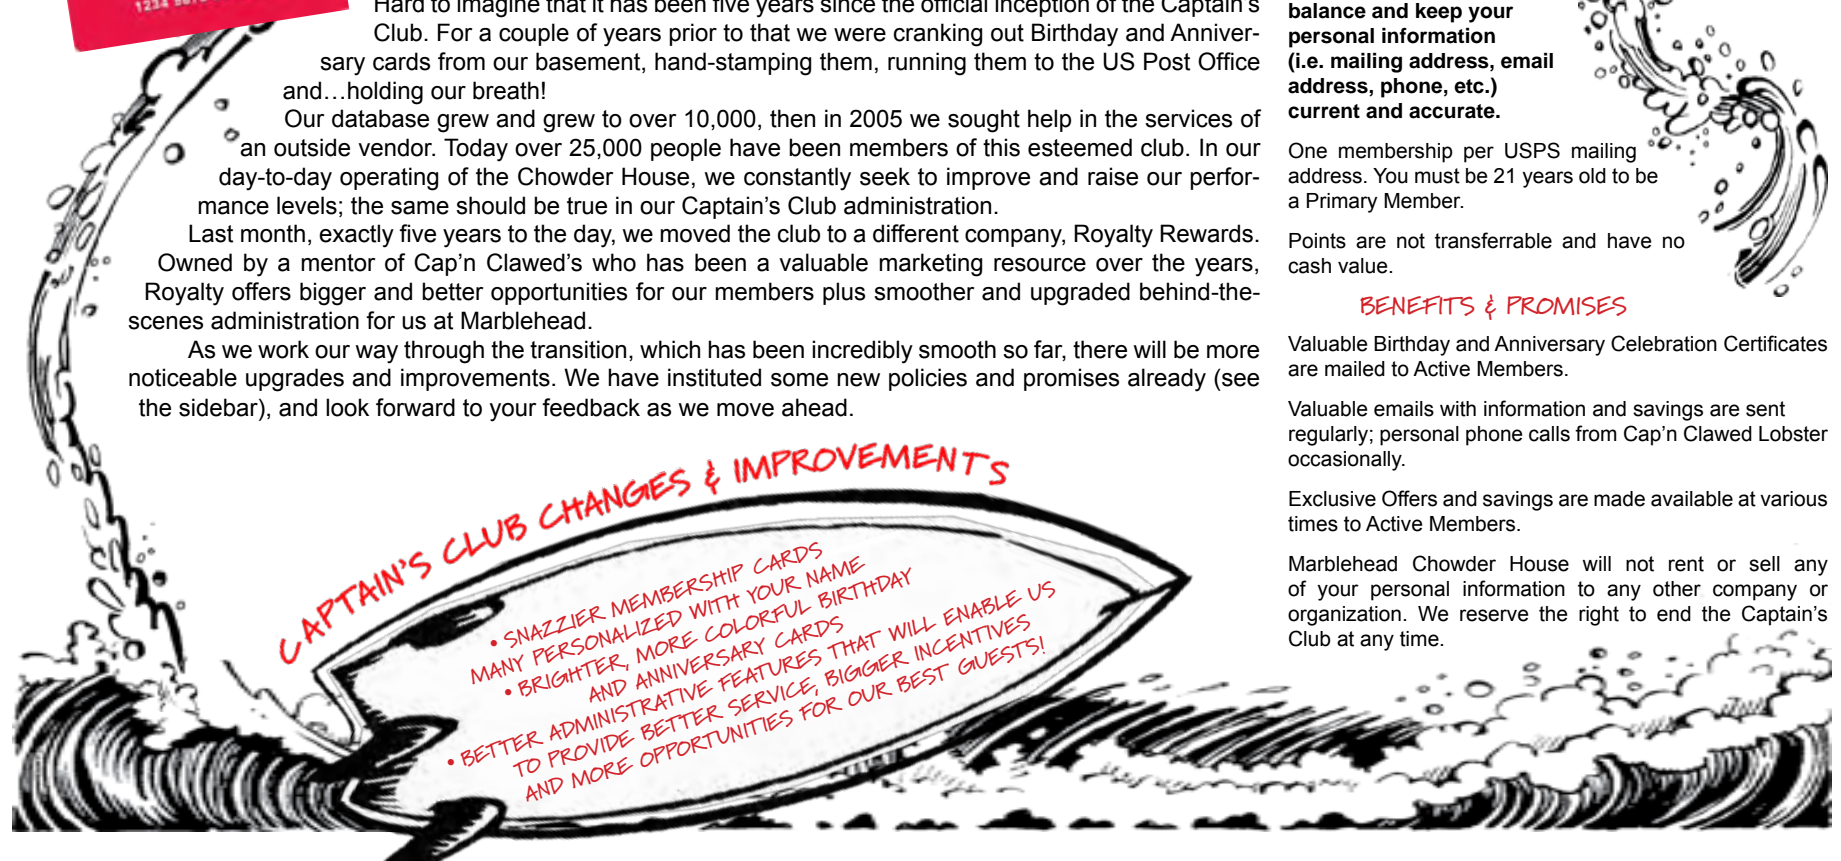 1234
Hard to imagine that it has been five years since the official inception of the Captain's
Club. For a couple of years prior to that we were cranking out Birthday and Anniver-
sary cards from our basement, hand-stamping them, running them to the US Post Office
and…holding our breath!
Our database grew and grew to over 10,000, then in 2005 we sought help in the services of
an outside vendor. Today over 25,000 people have been members of this esteemed club. In our
day-to-day operating of the Chowder House, we constantly seek to improve and raise our perfor-
mance levels; the same should be true in our Captain's Club administration.
Last month, exactly five years to the day, we moved the club to a different company, Royalty Rewards.
Owned by a mentor of Cap'n Clawed's who has been a valuable marketing resource over the years,
Royalty offers bigger and better opportunities for our members plus smoother and upgraded behind-the-
scenes administration for us at Marblehead.
As we work our way through the transition, which has been incredibly smooth so far, there will be more
noticeable upgrades and improvements. We have instituted some new policies and promises already (see
the sidebar), and look forward to your feedback as we move ahead.
CAPTAIN'S CLUB CHANGES & IMPROVEMENTS
• SNAZZIER MEMBERSHIP CARDS
MANY PERSONALIZED WITH YOUR NAME
• BRIGHTER, MORE COLORFUL BIRTHDAY
AND ANNIVERSARY CARDS
• BETTER ADMINISTRATIVE FEATURES THAT WILL ENABLE US
TO PROVIDE BETTER SERVICE, BIGGER INCENTIVES
AND MORE OPPORTUNITIES FOR OUR BEST GUESTS!
balance and keep your
personal information
(i.e. mailing address, email
address, phone, etc.)
current and accurate.
One membership per USPS mailing
address. You must be 21 years old to be
a Primary Member.
Points are not transferrable and have no
cash value.
BENEFITS & PROMISES
Valuable Birthday and Anniversary Celebration Certificates
are mailed to Active Members.
Valuable emails with information and savings are sent
regularly; personal phone calls from Cap'n Clawed Lobster
occasionally.
Exclusive Offers and savings are made available at various
times to Active Members.
Marblehead Chowder House will not rent or sell any
of your personal information to any other company or
organization. We reserve the right to end the Captain's
Club at any time.